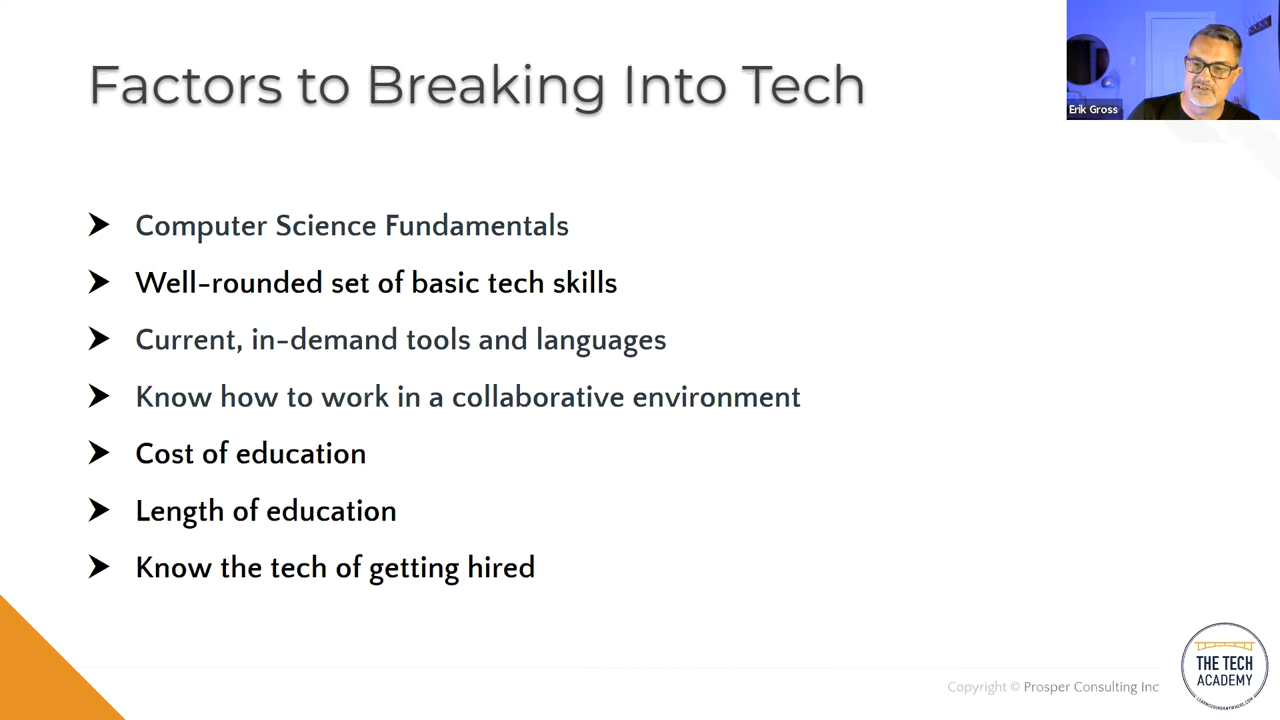 Factors to Breaking Into Tech
Erik Gross
Computer Science Fundamentals
Well-rounded set of basic tech skills
Current, in-demand tools and languages
Know how to work in a collaborative environment
Cost of education
Length of education
Know the tech of getting hired
Copyright © Prosper Consulting Inc
THE TECH
ACADEMY
LEARNCODINGANYWHERE.COM